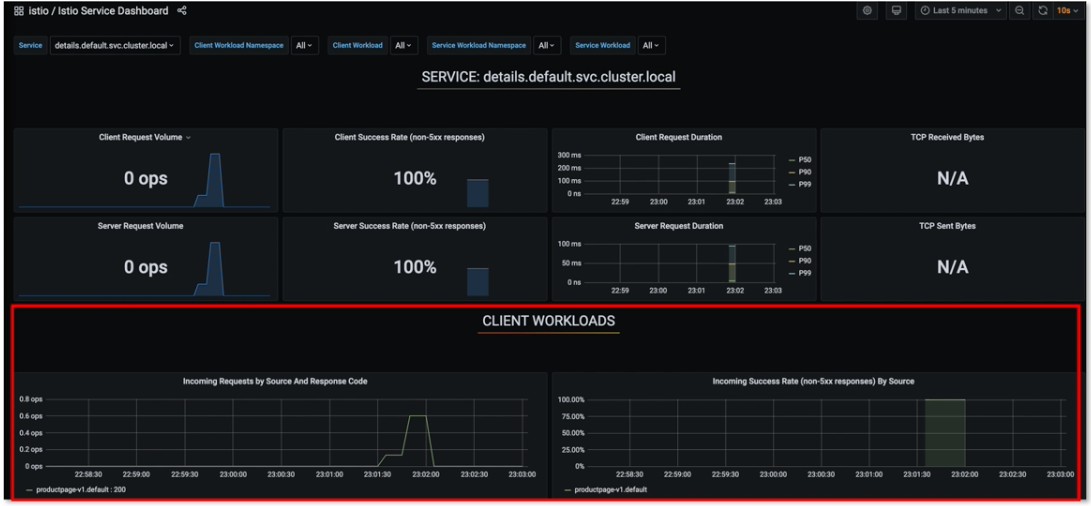 istio / Istio Service Dashboard
Last 5 minutes
10s
Service details.default.svc.cluster.local Client Workload Namespace All Client Workload All Service Workload Namespace All Service Workload All
SERVICE: details.default.svc.cluster.local
Client Request Volume
0 ops
Client Success Rate (non-5xx responses)
100%
Client Request Duration
300 ms
200 ms
100 ms
0 ns
22:59 23:00 23:01 23:02 23:03
P50
P90
P99
TCP Received Bytes
N/A
Server Request Volume
0 ops
Server Success Rate (non-5xx responses)
100%
Server Request Duration
100 ms
50 ms
0 ns
22:59 23:00 23:01 23:02 23:03
P50
P90
P99
TCP Sent Bytes
N/A
CLIENT WORKLOADS
Incoming Requests by Source And Response Code
0.8 ops
0.6 ops
0.4 ops
0.2 ops
0 ops
22:58:30 22:59:00 22:59:30 23:00:00 23:00:30 23:01:00 23:01:30 23:02:00 23:02:30 23:03:00
productpage-v1.default : 200
Incoming Success Rate (non-5xx responses) By Source
100.00%
75.00%
50.00%
25.00%
0%
22:58:30 22:59:00 22:59:30 23:00:00 23:00:30 23:01:00 23:01:30 23:02:00 23:02:30 23:03:00
productpage-v1.default